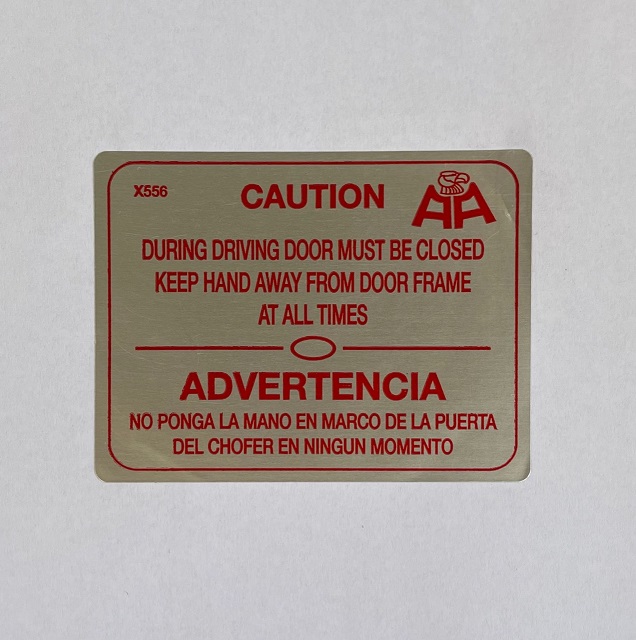 X556
CAUTION
AA
DURING DRIVING DOOR MUST BE CLOSED
KEEP HAND AWAY FROM DOOR FRAME
AT ALL TIMES
ADVERTENCIA
NO PONGA LA MANO EN MARCO DE LA PUERTA
DEL CHOFER EN NINGUN MOMENTO